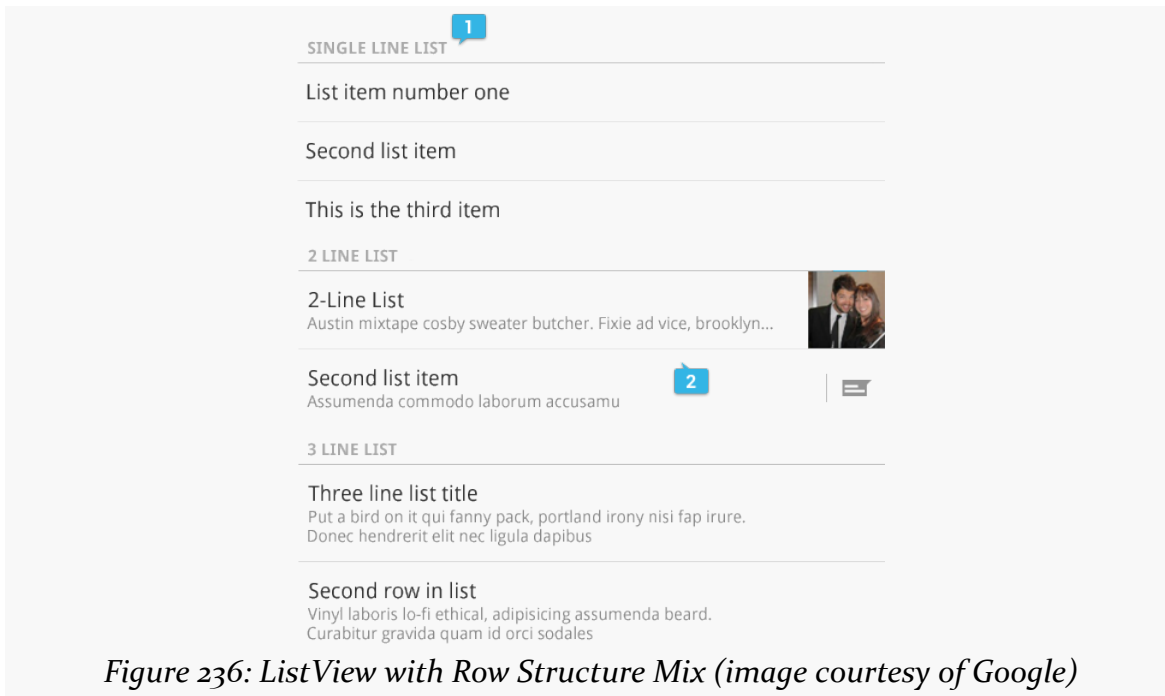 1
SINGLE LINE LIST
List item number one
Second list item
This is the third item
2 LINE LIST
2-Line List
Austin mixtape cosby sweater butcher. Fixie ad vice, brooklyn...
Second list item
2
Assumenda commodo laborum accusamu
3 LINE LIST
Three line list title
Put a bird on it qui fanny pack, portland irony nisi fap irure.
Donec hendrerit elit nec ligula dapibus
Second row in list
Vinyl laboris lo-fi ethical, adipisicing assumenda beard.
Curabitur gravida quam id orci sodales
Figure 236: ListView with Row Structure Mix (image courtesy of Google)